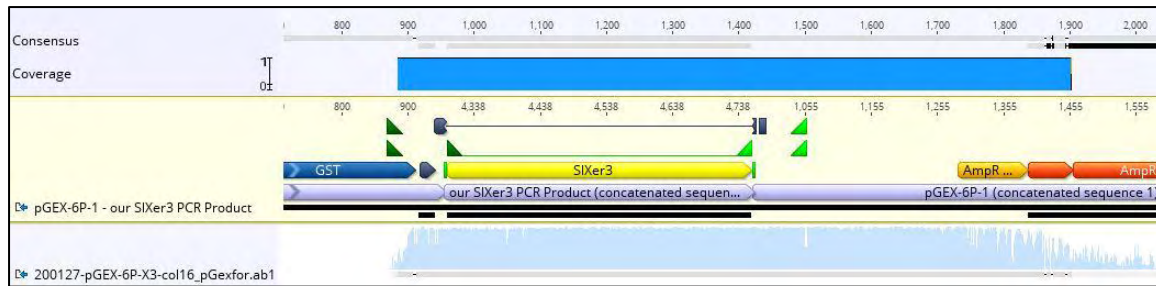 800 900 1,000 1,100 1,200 1,300 1,400 1,500 1,600 1,700 1,800 1,900 2,000
Consensus
Coverage 1
0
800 900 4,338 4,438 4,538 4,638 4,738 1,055 1,155 1,255 1,355 1,455 1,555
GST SlXer3 AmpR ... AmpR
our SlXer3 PCR Product (concatenated sequen... pGEX-6P-1 (concatenated sequence 1)
pGEX-6P-1 - our SlXer3 PCR Product
200127-pGEX-6P-X3-col16_pGexfor.ab1